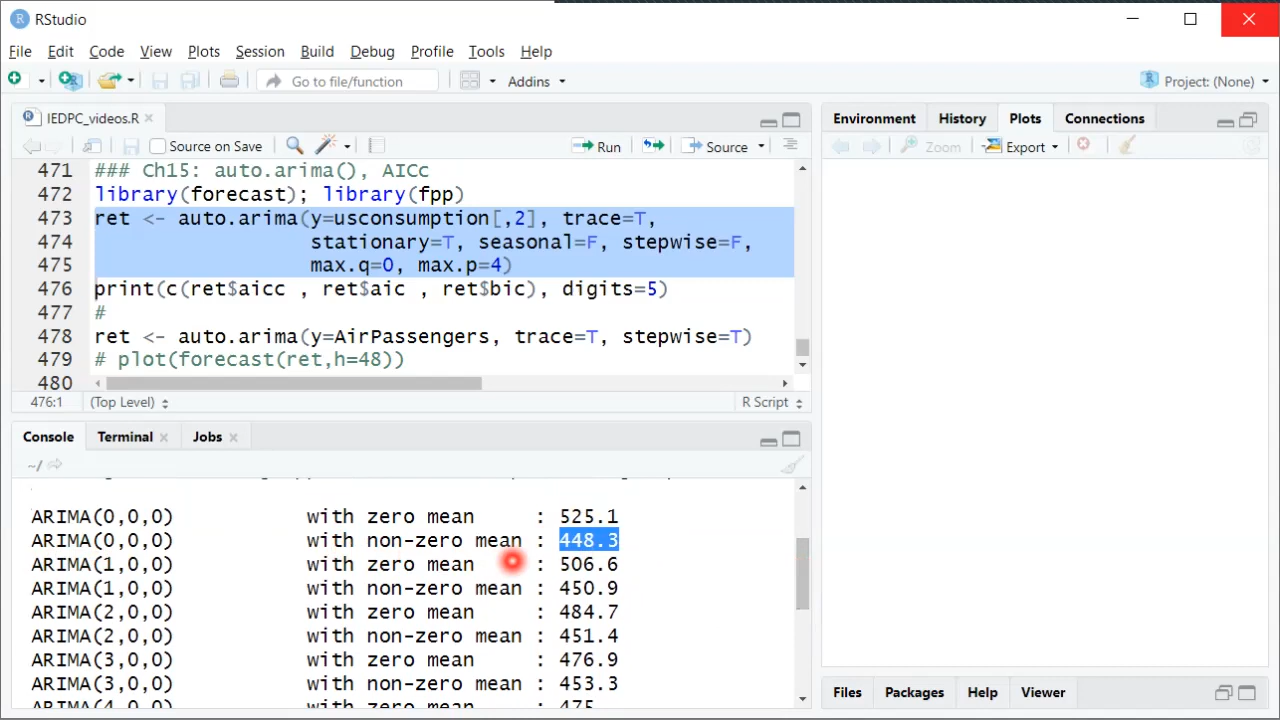 RStudio
File Edit Code View Plots Session Build Debug Profile Tools Help
Go to file/function Addins Project: (None)
IEDPC_videos.R
Source on Save Run Source
471 ### Ch15: auto.arima(), AICc
472 library(forecast); library(fpp)
473 ret <- auto.arima(y=usconsumption[,2], trace=T,
474 stationary=T, seasonal=F, stepwise=F,
475 max.q=0, max.p=4)
476 print(c(ret$aicc , ret$aic , ret$bic), digits=5)
477 #
478 ret <- auto.arima(y=AirPassengers, trace=T, stepwise=T)
479 # plot(forecast(ret,h=48))
480
476:1 (Top Level) R Script
Console Terminal Jobs
~/
ARIMA(0,0,0) with zero mean : 525.1
ARIMA(0,0,0) with non-zero mean : 448.3
ARIMA(1,0,0) with zero mean : 506.6
ARIMA(1,0,0) with non-zero mean : 450.9
ARIMA(2,0,0) with zero mean : 484.7
ARIMA(2,0,0) with non-zero mean : 451.4
ARIMA(3,0,0) with zero mean : 476.9
ARIMA(3,0,0) with non-zero mean : 453.3
ARIMA(4,0,0) with zero mean : 475
Environment History Plots Connections
Zoom Export
Files Packages Help Viewer